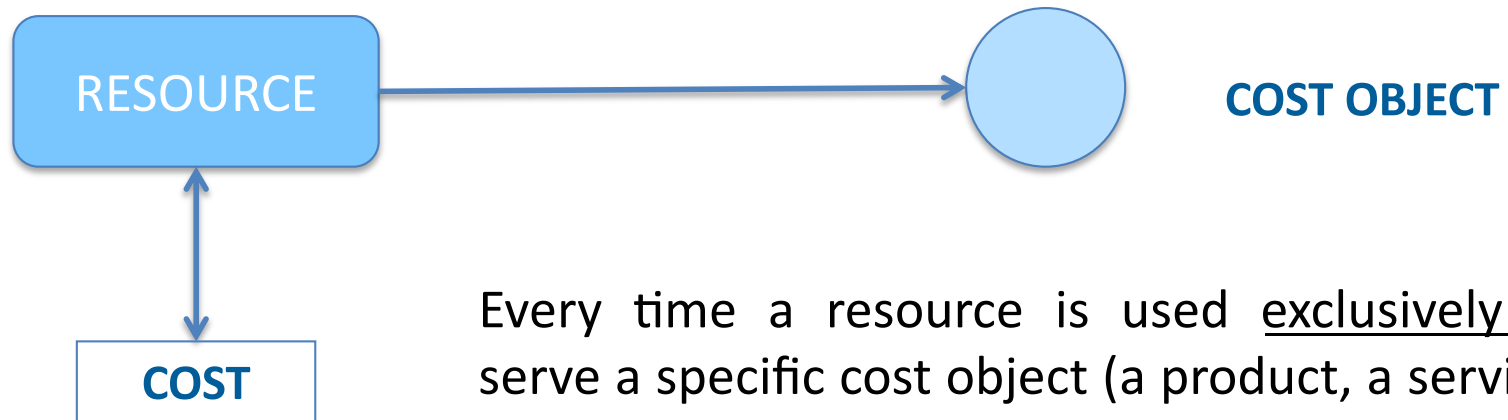 RESOURCE
COST OBJECT
Every time a resource is used exclusively
COST
serve a specific cost object (a product, a servi